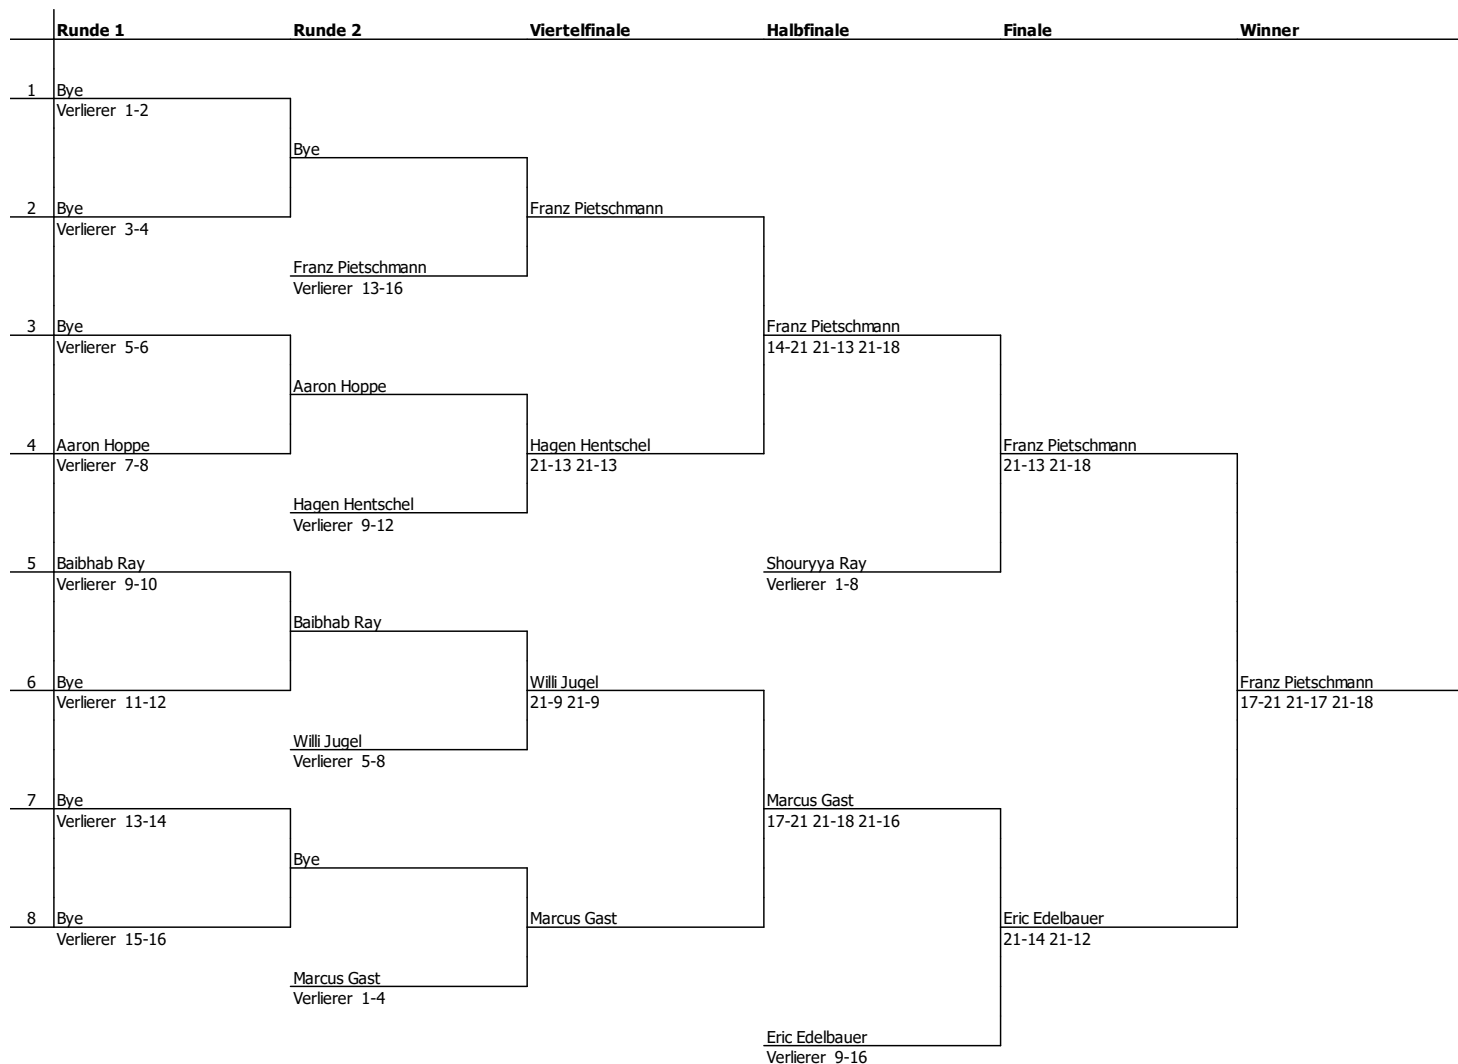 Runde 1 Runde 2 Viertelfinale Halbfinale Finale Winner
1 Bye
Verlierer 1-2
Bye
2 Bye Franz Pietschmann
Verlierer 3-4
Franz Pietschmann
Verlierer 13-16
3 Bye Franz Pietschmann
Verlierer 5-6 14-21 21-13 21-18
Aaron Hoppe
4 Aaron Hoppe Hagen Hentschel Franz Pietschmann
Verlierer 7-8 21-13 21-13 21-13 21-18
Hagen Hentschel
Verlierer 9-12
5 Baibhab Ray Shouryya Ray
Verlierer 9-10 Verlierer 1-8
Baibhab Ray
6 Bye Willi Jugel Franz Pietschmann
Verlierer 11-12 21-9 21-9 17-21 21-17 21-18
Willi Jugel
Verlierer 5-8
7 Bye Marcus Gast
Verlierer 13-14 17-21 21-18 21-16
Bye
8 Bye Marcus Gast Eric Edelbauer
Verlierer 15-16 21-14 21-12
Marcus Gast
Verlierer 1-4
Eric Edelbauer
Verlierer 9-16